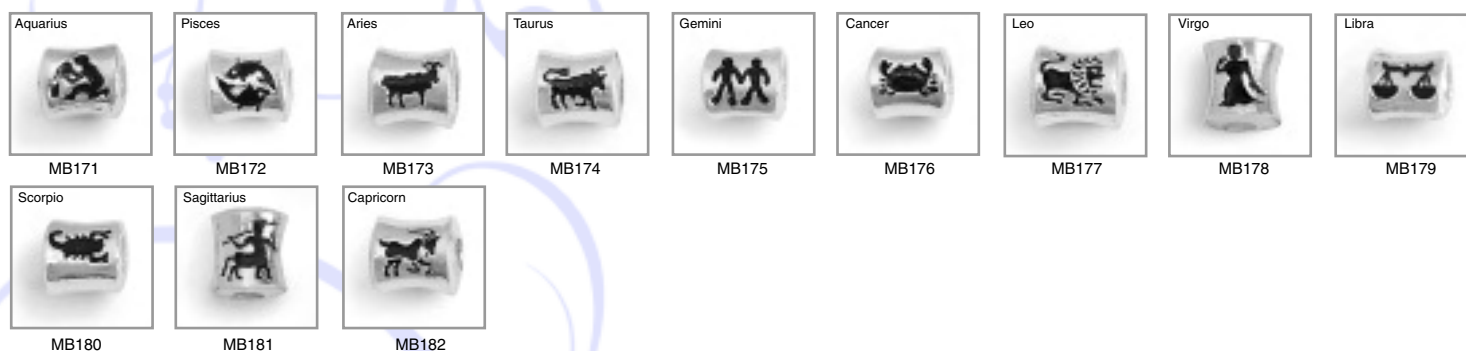 Aquarius
Pisces
Aries
Taurus
Gemini
Cancer
Leo
Virgo
Libra
MB171
MB172
MB173
MB174
MB175
MB176
MB177
MB178
MB179
Scorpio
Sagittarius
Capricorn
MB180
MB181
MB182